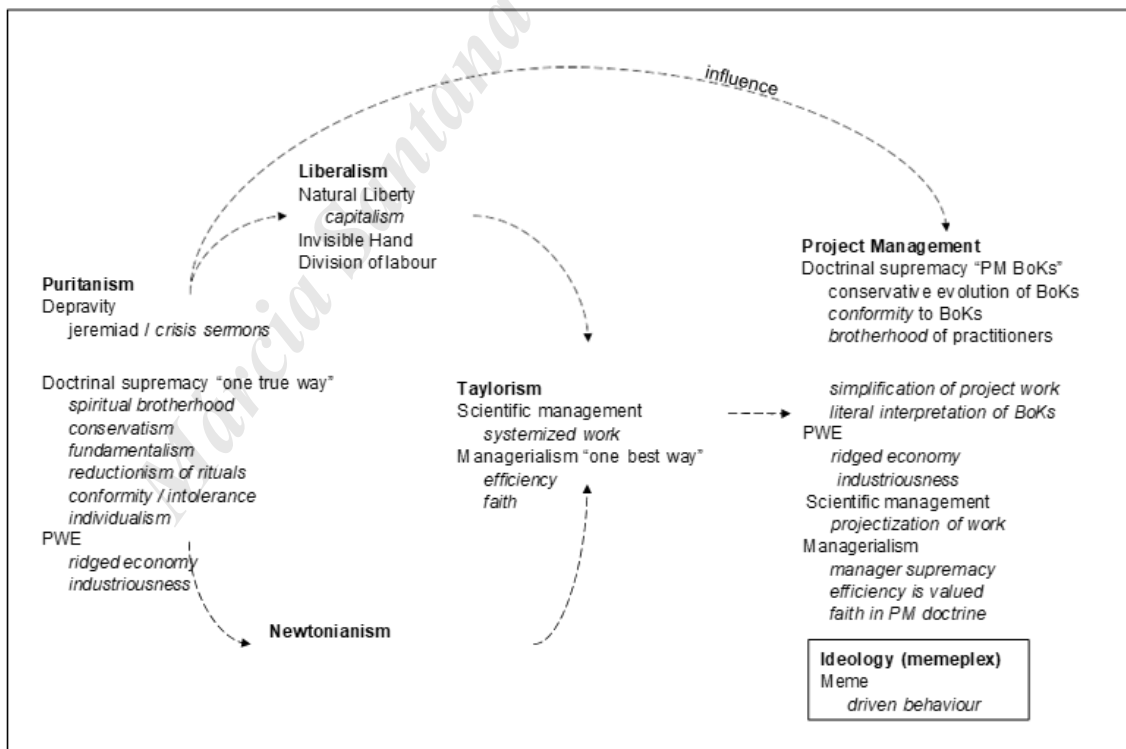 influence
Liberalism
Natural Liberty
capitalism
Invisible Hand
Division of labour
Puritanism
Depravity
jeremiad / crisis sermons
Doctrinal supremacy “one true way”
spiritual brotherhood
conservatism
fundamentalism
reductionism of rituals
conformity / intolerance
individualism
PWE
ridged economy
industriousness
Newtonianism
Taylorism
Scientific management
systemized work
Managerialism “one best way”
efficiency
faith
Project Management
Doctrinal supremacy “PM BoKs”
conservative evolution of BoKs
conformity to BoKs
brotherhood of practitioners
simplification of project work
literal interpretation of BoKs
PWE
ridged economy
industriousness
Scientific management
projectization of work
Managerialism
manager supremacy
efficiency is valued
faith in PM doctrine
Ideology (memeplex)
Meme
driven behaviour
Marcia Santana